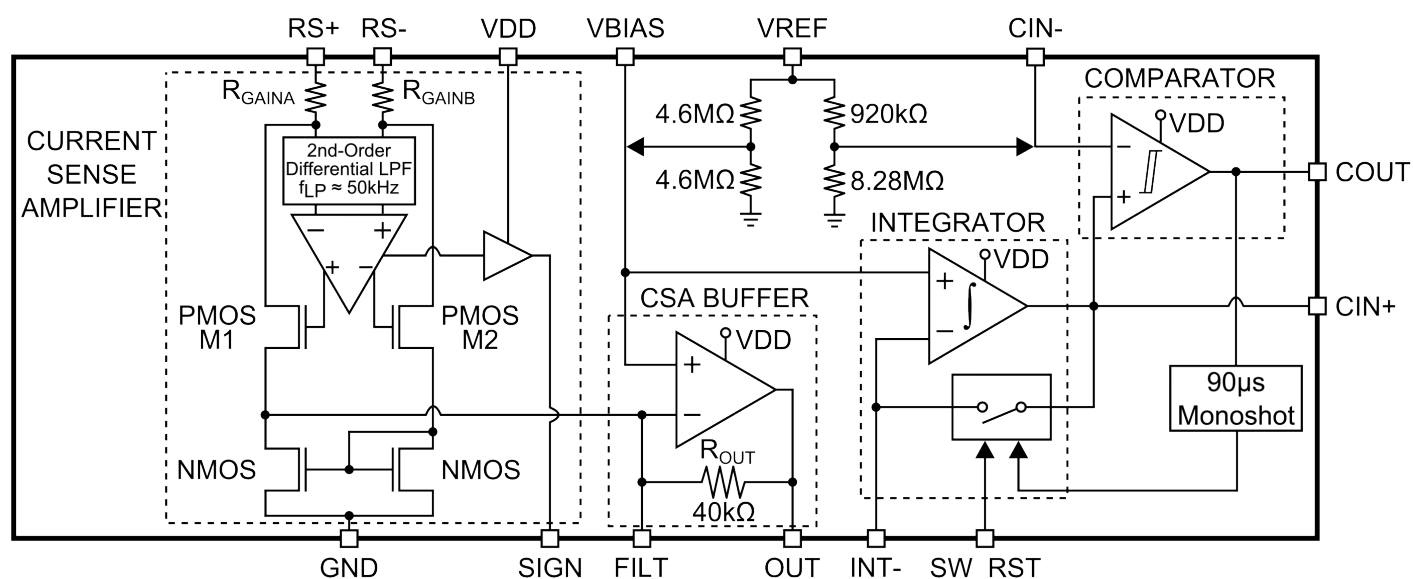 RS+ RS- VDD VBIAS VREF CIN-
CURRENT
SENSE
AMPLIFIER
RGAINA
RGAINB
2nd-Order
Differential LPF
fLP ≈ 50kHz
−
+
+
−
PMOS
M1
PMOS
M2
NMOS
NMOS
4.6MΩ
920kΩ
4.6MΩ
8.28MΩ
COMPARATOR
VDD
−
+
COUT
INTEGRATOR
VDD
+
∫
−
CIN+
CSA BUFFER
VDD
+
−
ROUT
40kΩ
90µs
Monoshot
GND SIGN FILT OUT INT- SW RST